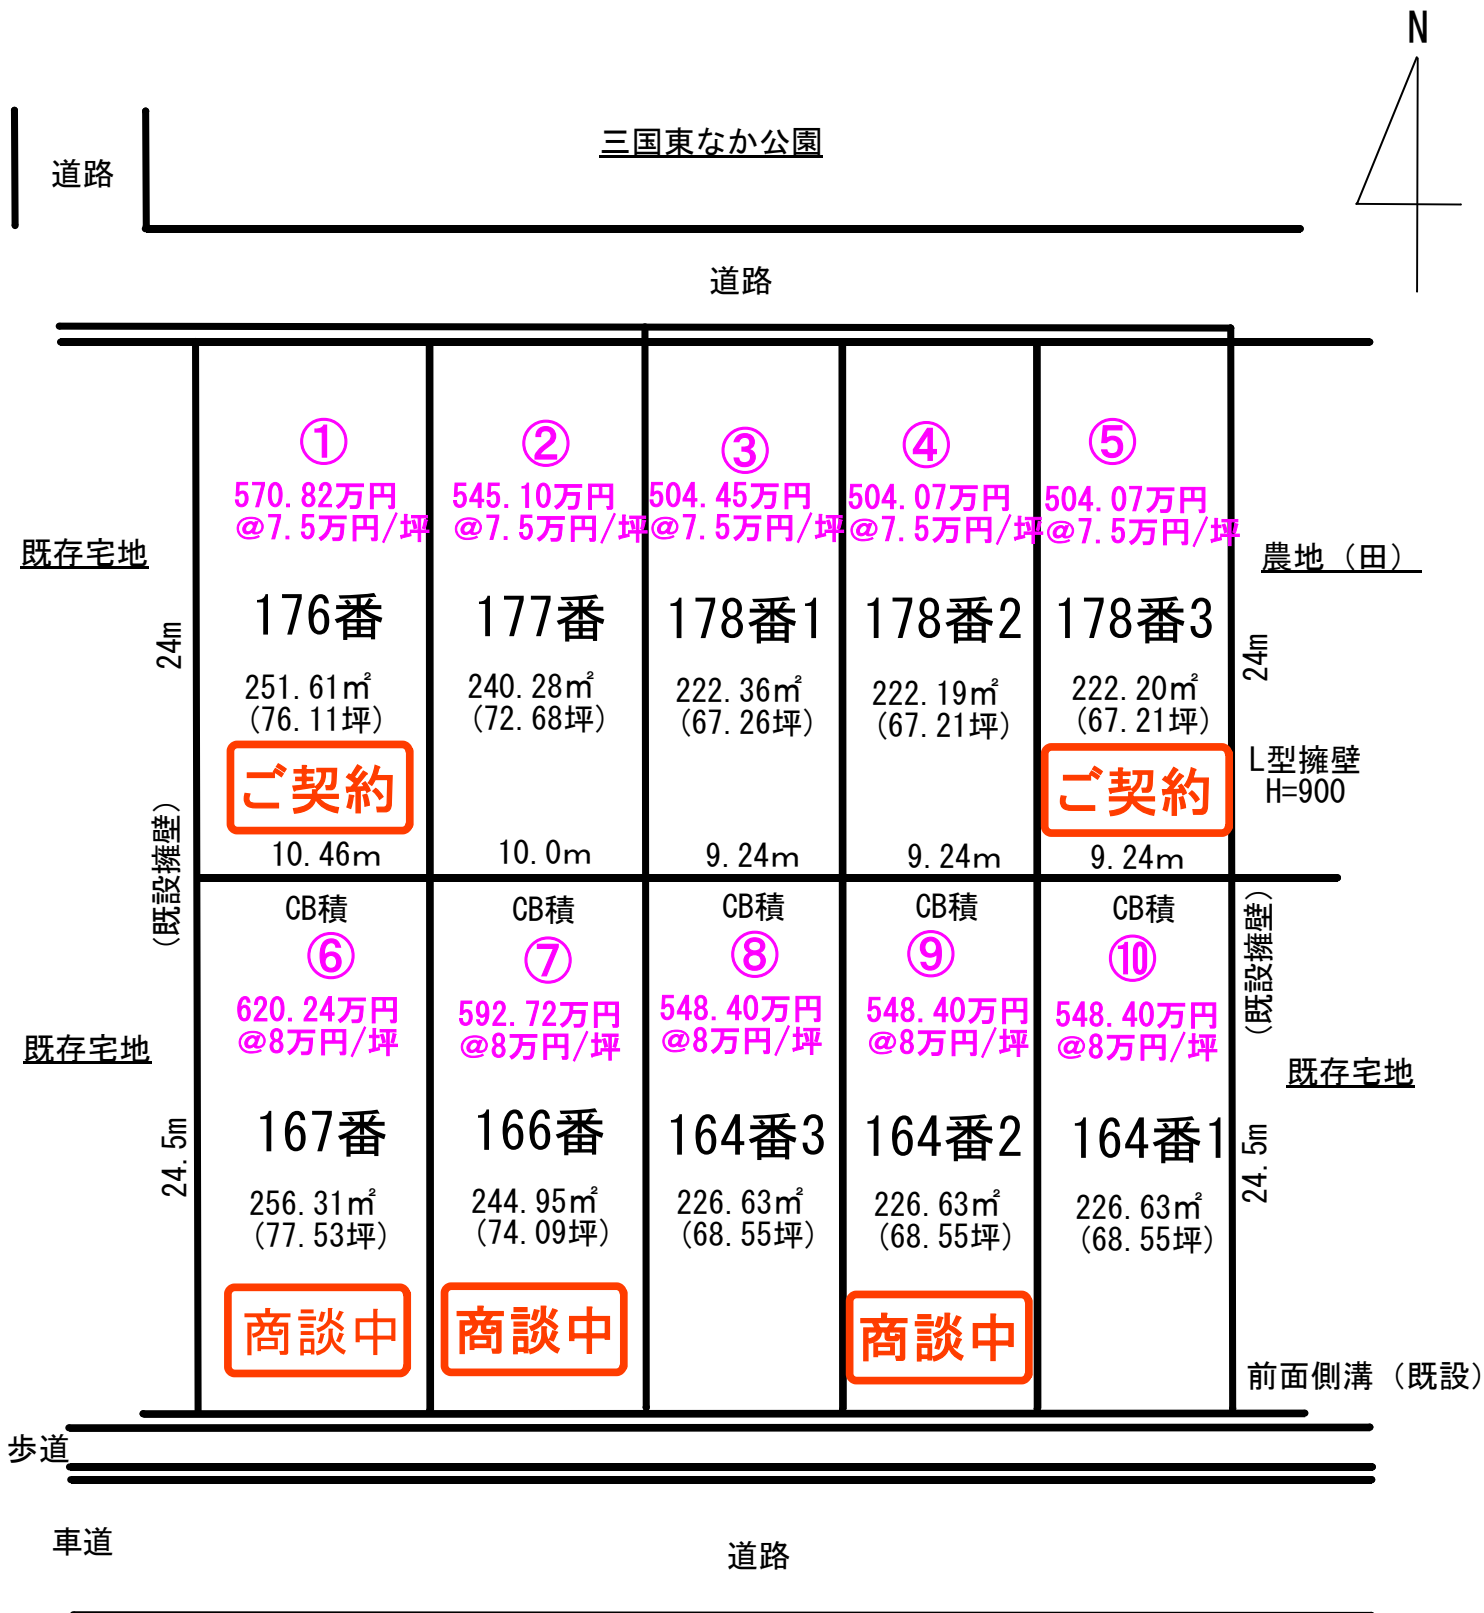 N
三国東なか公園
道路
道路
①
570.82万円
@7.5万円/坪
②
545.10万円
@7.5万円/坪
③
504.45万円
@7.5万円/坪
④
504.07万円
@7.5万円/坪
⑤
504.07万円
@7.5万円/坪
既存宅地
農地（田）
176番
177番
178番1
178番2
178番3
24m
24m
251.61㎡
(76.11坪)
240.28㎡
(72.68坪)
222.36㎡
(67.26坪)
222.19㎡
(67.21坪)
222.20㎡
(67.21坪)
ご契約
ご契約
L型擁壁
H=900
10.46m
10.0m
9.24m
9.24m
9.24m
(既設擁壁)
(既設擁壁)
CB積
CB積
CB積
CB積
CB積
⑥
620.24万円
@8万円/坪
⑦
592.72万円
@8万円/坪
⑧
548.40万円
@8万円/坪
⑨
548.40万円
@8万円/坪
⑩
548.40万円
@8万円/坪
既存宅地
既存宅地
167番
166番
164番3
164番2
164番1
24.5m
24.5m
256.31㎡
(77.53坪)
244.95㎡
(74.09坪)
226.63㎡
(68.55坪)
226.63㎡
(68.55坪)
226.63㎡
(68.55坪)
商談中
商談中
商談中
前面側溝（既設）
歩道
車道
道路